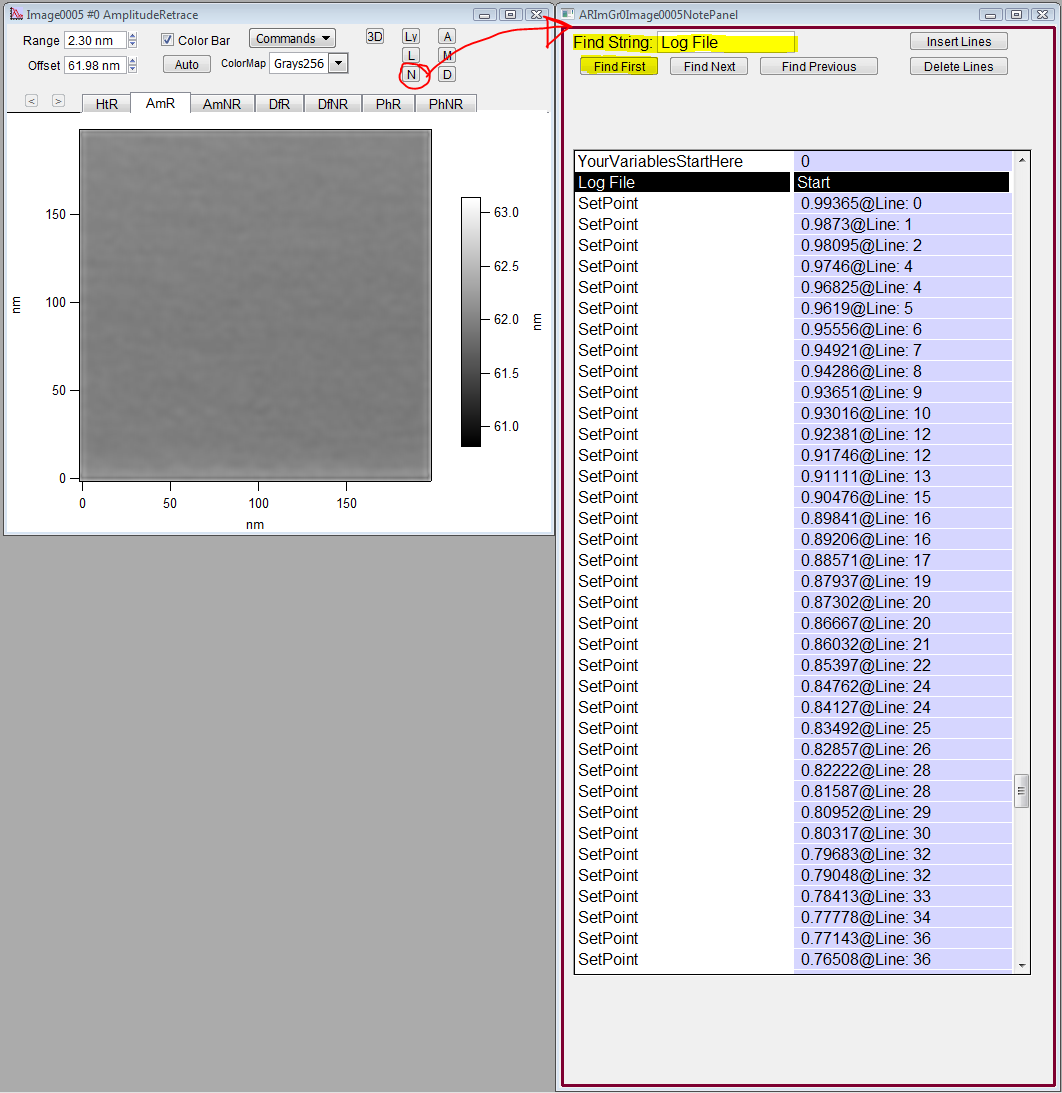 Image0005 #0 AmplitudeRetrace
Range 2.30 nm Color Bar Commands 3D Lγ A
L M
Offset 61.98 nm Auto ColorMap Grays256 N D
< > HtR AmR AmNR DfR DfNR PhR PhNR
150
100
50
0
nm
0 50 100 150
nm
63.0
62.5
62.0
61.5
61.0
nm
ARImGr0Image0005NotePanel
Find String: Log File Insert Lines
Find First Find Next Find Previous Delete Lines
YourVariablesStartHere 0
Log File Start
SetPoint 0.99365@Line: 0
SetPoint 0.9873@Line: 1
SetPoint 0.98095@Line: 2
SetPoint 0.9746@Line: 4
SetPoint 0.96825@Line: 4
SetPoint 0.9619@Line: 5
SetPoint 0.95556@Line: 6
SetPoint 0.94921@Line: 7
SetPoint 0.94286@Line: 8
SetPoint 0.93651@Line: 9
SetPoint 0.93016@Line: 10
SetPoint 0.92381@Line: 12
SetPoint 0.91746@Line: 12
SetPoint 0.91111@Line: 13
SetPoint 0.90476@Line: 15
SetPoint 0.89841@Line: 16
SetPoint 0.89206@Line: 16
SetPoint 0.88571@Line: 17
SetPoint 0.87937@Line: 19
SetPoint 0.87302@Line: 20
SetPoint 0.86667@Line: 20
SetPoint 0.86032@Line: 21
SetPoint 0.85397@Line: 22
SetPoint 0.84762@Line: 24
SetPoint 0.84127@Line: 24
SetPoint 0.83492@Line: 25
SetPoint 0.82857@Line: 26
SetPoint 0.82222@Line: 28
SetPoint 0.81587@Line: 28
SetPoint 0.80952@Line: 29
SetPoint 0.80317@Line: 30
SetPoint 0.79683@Line: 32
SetPoint 0.79048@Line: 32
SetPoint 0.78413@Line: 33
SetPoint 0.77778@Line: 34
SetPoint 0.77143@Line: 36
SetPoint 0.76508@Line: 36